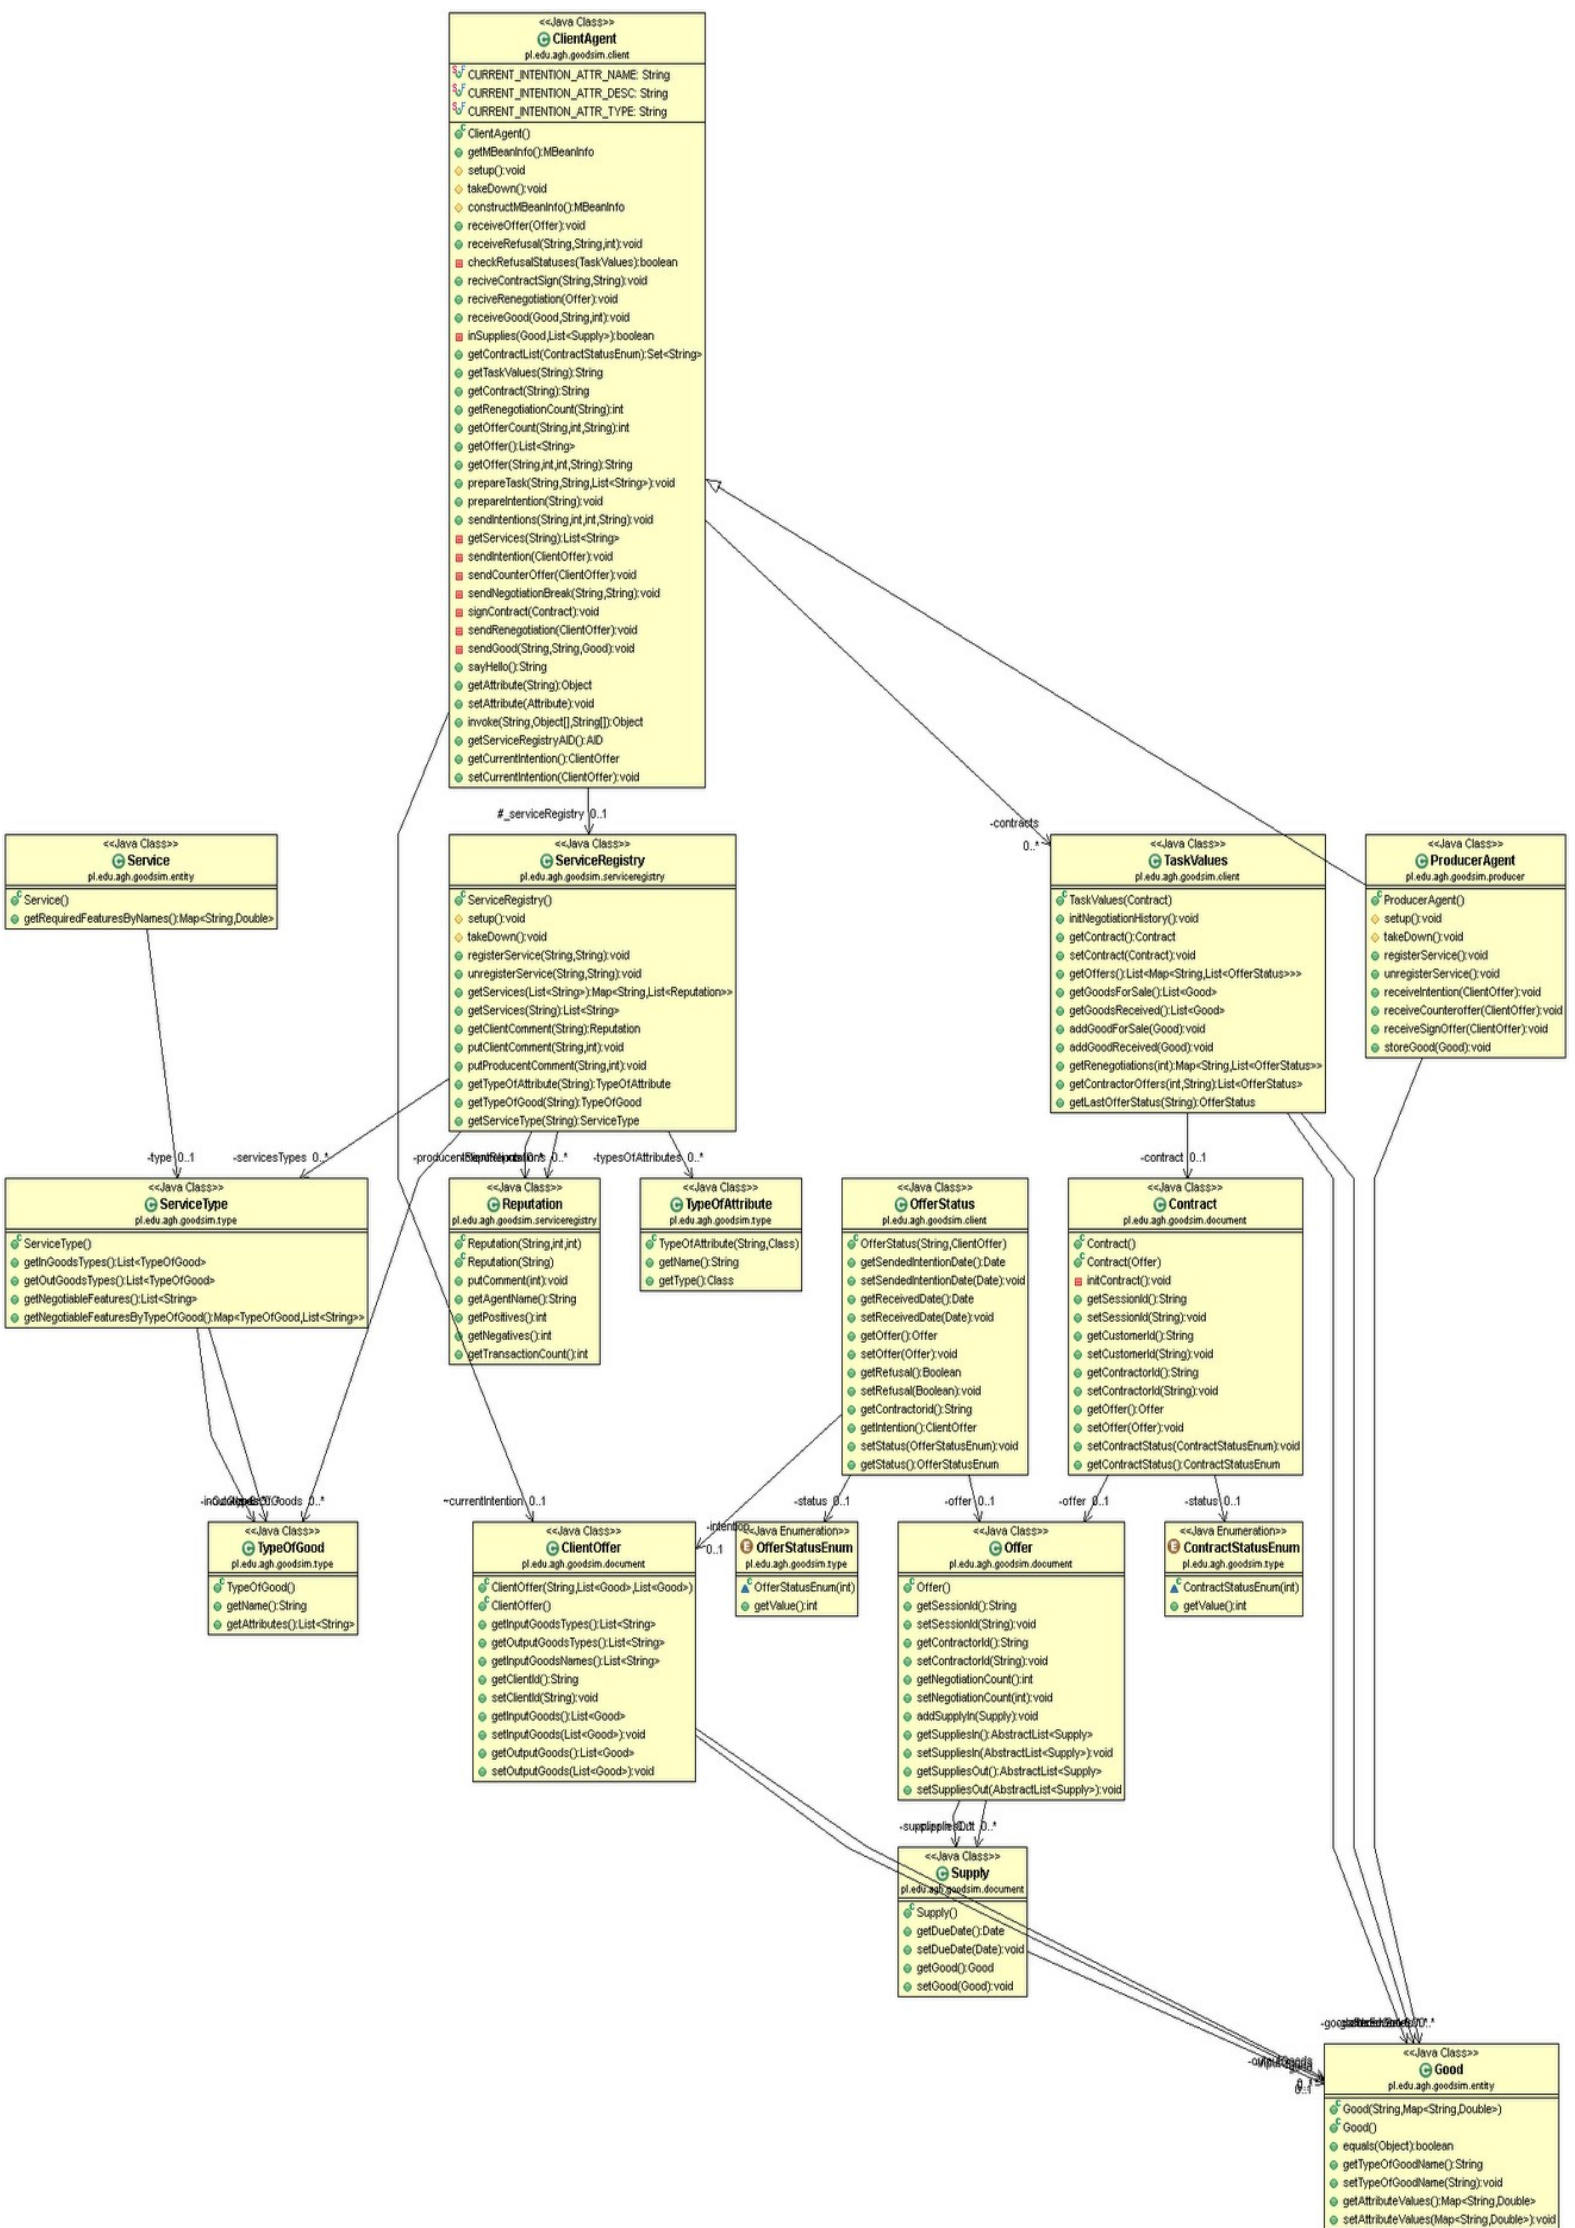 <<Java Class>>
ClientAgent
pl.edu.agh.goodsim.client
CURRENT_INTENTION_ATTR_NAME: String
CURRENT_INTENTION_ATTR_DESC: String
CURRENT_INTENTION_ATTR_TYPE: String
ClientAgent()
getMBeanInfo():MBeanInfo
setup():void
takeDown():void
constructMBeanInfo():MBeanInfo
receiveOffer(Offer):void
receiveRefusal(String,String,int):void
checkRefusalStatuses(TaskValues):boolean
reciveContractSign(String,String):void
reciveRenegotiation(Offer):void
receiveGood(Good,String,int):void
inSupplies(Good,List<Supply>):boolean
getContractList(ContractStatusEnum):Set<String>
getTaskValues(String):String
getContract(String):String
getRenegotiationCount(String):int
getOfferCount(String,int,String):int
getOffer():List<String>
getOffer(String,int,int,String):String
prepareTask(String,String,List<String>):void
prepareIntention(String):void
sendIntentions(String,int,int,String):void
getServices(String):List<String>
sendIntention(ClientOffer):void
sendCounterOffer(ClientOffer):void
sendNegotiationBreak(String,String):void
signContract(Contract):void
sendRenegotiation(ClientOffer):void
sendGood(String,String,Good):void
sayHello():String
getAttribute(String):Object
setAttribute(Attribute):void
invoke(String,Object[],String[]):Object
getServiceRegistryAID():AID
getCurrentIntention():ClientOffer
setCurrentIntention(ClientOffer):void
#_serviceRegistry 0..1
-contracts
0..*
<<Java Class>>
Service
pl.edu.agh.goodsim.entity
Service()
getRequiredFeaturesByNames():Map<String,Double>
<<Java Class>>
ServiceRegistry
pl.edu.agh.goodsim.serviceregistry
ServiceRegistry()
setup():void
takeDown():void
registerService(String,String):void
unregisterService(String,String):void
getServices(List<String>):Map<String,List<Reputation>>
getServices(String):List<String>
getClientComment(String):Reputation
putClientComment(String,int):void
putProducentComment(String,int):void
getTypeOfAttribute(String):TypeOfAttribute
getTypeOfGood(String):TypeOfGood
getServiceType(String):ServiceType
<<Java Class>>
TaskValues
pl.edu.agh.goodsim.client
TaskValues(Contract)
initNegotiationHistory():void
getContract():Contract
setContract(Contract):void
getOffers():List<Map<String,List<OfferStatus>>>
getGoodsForSale():List<Good>
getGoodsReceived():List<Good>
addGoodForSale(Good):void
addGoodReceived(Good):void
getRenegotiations(int):Map<String,List<OfferStatus>>
getContractorOffers(int,String):List<OfferStatus>
getLastOfferStatus(String):OfferStatus
<<Java Class>>
ProducerAgent
pl.edu.agh.goodsim.producer
ProducerAgent()
setup():void
takeDown():void
registerService():void
unregisterService():void
receiveIntention(ClientOffer):void
receiveCounteroffer(ClientOffer):void
receiveSignOffer(ClientOffer):void
storeGood(Good):void
-type 0..1
-servicesTypes 0..*
0..*
-typesOfAttributes 0..*
-contract 0..1
<<Java Class>>
ServiceType
pl.edu.agh.goodsim.type
ServiceType()
getInGoodsTypes():List<TypeOfGood>
getOutGoodsTypes():List<TypeOfGood>
getNegotiableFeatures():List<String>
getNegotiableFeaturesByTypeOfGood():Map<TypeOfGood,List<String>>
<<Java Class>>
Reputation
pl.edu.agh.goodsim.serviceregistry
Reputation(String,int,int)
Reputation(String)
putComment(int):void
getAgentName():String
getPositives():int
getNegatives():int
getTransactionCount():int
<<Java Class>>
TypeOfAttribute
pl.edu.agh.goodsim.type
TypeOfAttribute(String,Class)
getName():String
getType():Class
<<Java Class>>
OfferStatus
pl.edu.agh.goodsim.client
OfferStatus(String,ClientOffer)
getSendedIntentionDate():Date
setSendedIntentionDate(Date):void
getReceivedDate():Date
setReceivedDate(Date):void
getOffer():Offer
setOffer(Offer):void
getRefusal():Boolean
setRefusal(Boolean):void
getContractorid():String
getIntention():ClientOffer
setStatus(OfferStatusEnum):void
getStatus():OfferStatusEnum
<<Java Class>>
Contract
pl.edu.agh.goodsim.document
Contract()
Contract(Offer)
initContract():void
getSessionId():String
setSessionId(String):void
getCustomerId():String
setCustomerId(String):void
getContractorId():String
setContractorId(String):void
getOffer():Offer
setOffer(Offer):void
setContractStatus(ContractStatusEnum):void
getContractStatus():ContractStatusEnum
0..*
~currentIntention 0..1
-intention
0..1
-status 0..1
-offer 0..1
-offer 0..1
-status 0..1
<<Java Class>>
TypeOfGood
pl.edu.agh.goodsim.type
TypeOfGood()
getName():String
getAttributes():List<String>
<<Java Class>>
ClientOffer
pl.edu.agh.goodsim.document
ClientOffer(String,List<Good>,List<Good>)
ClientOffer()
getInputGoodsTypes():List<String>
getOutputGoodsTypes():List<String>
getInputGoodsNames():List<String>
getClientId():String
setClientId(String):void
getInputGoods():List<Good>
setInputGoods(List<Good>):void
getOutputGoods():List<Good>
setOutputGoods(List<Good>):void
<<Java Enumeration>>
OfferStatusEnum
pl.edu.agh.goodsim.type
OfferStatusEnum(int)
getValue():int
<<Java Class>>
Offer
pl.edu.agh.goodsim.document
Offer()
getSessionId():String
setSessionId(String):void
getContractorId():String
setContractorId(String):void
getNegotiationCount():int
setNegotiationCount(int):void
addSupplyIn(Supply):void
getSuppliesIn():AbstractList<Supply>
setSuppliesIn(AbstractList<Supply>):void
getSuppliesOut():AbstractList<Supply>
setSuppliesOut(AbstractList<Supply>):void
<<Java Enumeration>>
ContractStatusEnum
pl.edu.agh.goodsim.type
ContractStatusEnum(int)
getValue():int
0..*
<<Java Class>>
Supply
pl.edu.agh.goodsim.document
Supply()
getDueDate():Date
setDueDate(Date):void
getGood():Good
setGood(Good):void
<<Java Class>>
Good
pl.edu.agh.goodsim.entity
Good(String,Map<String,Double>)
Good()
equals(Object):boolean
getTypeOfGoodName():String
setTypeOfGoodName(String):void
getAttributeValues():Map<String,Double>
setAttributeValues(Map<String,Double>):void